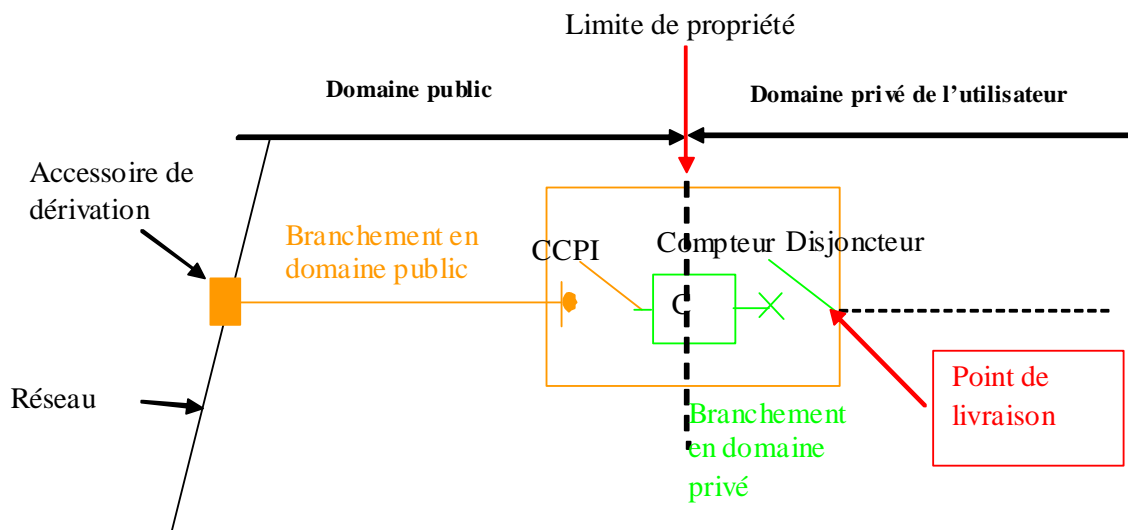 Limite de propriété
Domaine public
Domaine privé de l'utilisateur
Accessoire de
dérivation
Branchement en
domaine public
CCPI
Compteur
Disjoncteur
C
Réseau
Point de
livraison
Branchement
en domaine
privé